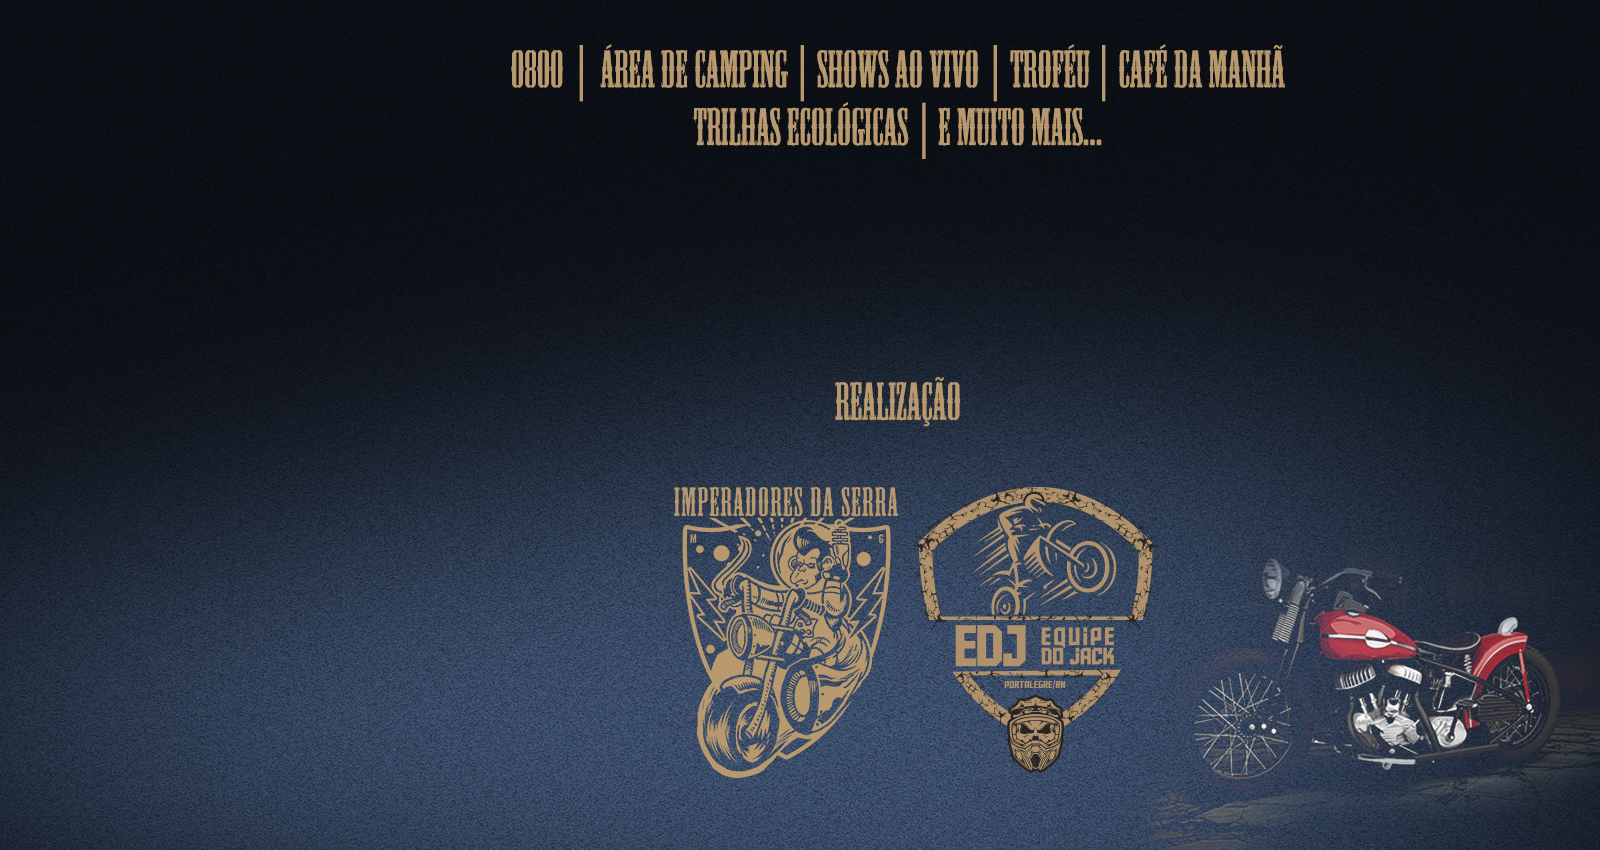 0800 | ÁREA DE CAMPING | SHOWS AO VIVO | TROFÉU | CAFÉ DA MANHÃ
TRILHAS ECOLÓGICAS | E MUITO MAIS...
REALIZAÇÃO
IMPERADORES DA SERRA
M G
EDJ EQUIPE
DO JACK
PORTALEGRE/RN